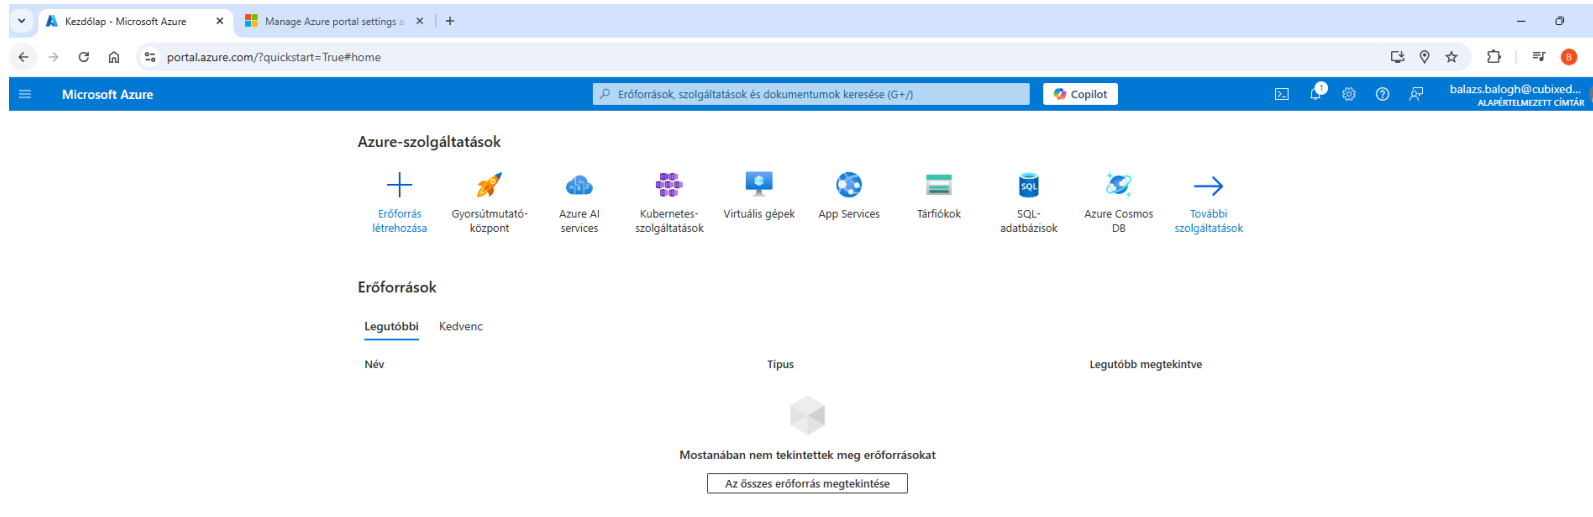 Kezdőlap - Microsoft Azure
Manage Azure portal settings a
portal.azure.com/?quickstart=True#home
B
Microsoft Azure
Erőforrások, szolgáltatások és dokumentumok keresése (G+/)
Copilot
1
balazs.balogh@cubixed...
ALAPÉRTELMEZETT CÍMTÁR
Azure-szolgáltatások
Erőforrás
létrehozása
Gyorsútmutató-
központ
Azure AI
services
Kubernetes-
szolgáltatások
Virtuális gépek
App Services
Tárfiókok
SQL
SQL-
adatbázisok
Azure Cosmos
DB
További
szolgáltatások
Erőforrások
Legutóbbi
Kedvenc
Név
Típus
Legutóbb megtekintve
Mostanában nem tekintettek meg erőforrásokat
Az összes erőforrás megtekintése